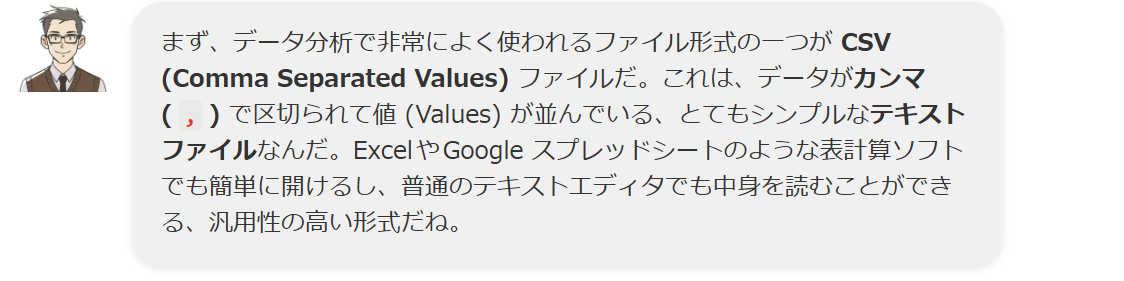 まず、データ分析で非常によく使われるファイル形式の一つが CSV
(Comma Separated Values) ファイルだ。これは、データがカンマ
( , ) で区切られて値 (Values) が並んでいる、とてもシンプルなテキスト
ファイルなんだ。ExcelやGoogle スプレッドシートのような表計算ソフト
でも簡単に開けるし、普通のテキストエディタでも中身を読むことができ
る、汎用性の高い形式だね。